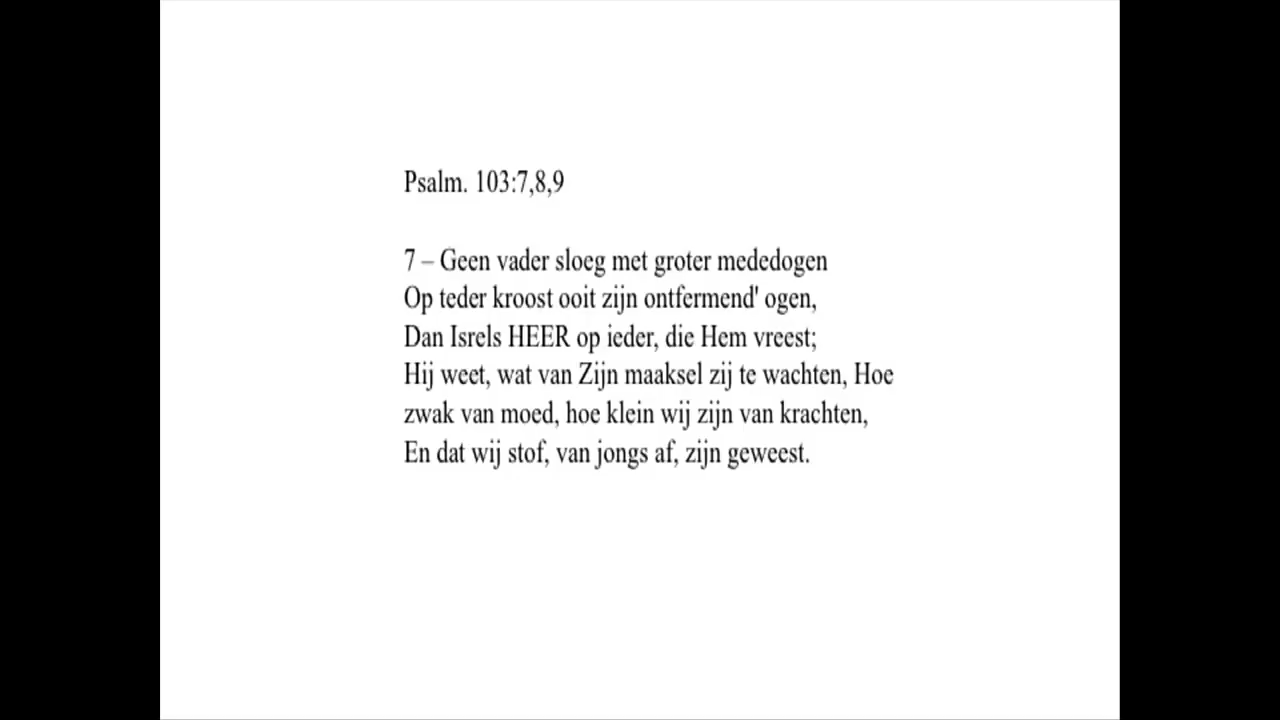 Psalm. 103:7,8,9
7 – Geen vader sloeg met groter mededogen
Op teder kroost ooit zijn ontfermend' ogen,
Dan Isrels HEER op ieder, die Hem vreest;
Hij weet, wat van Zijn maaksel zij te wachten, Hoe
zwak van moed, hoe klein wij zijn van krachten,
En dat wij stof, van jongs af, zijn geweest.